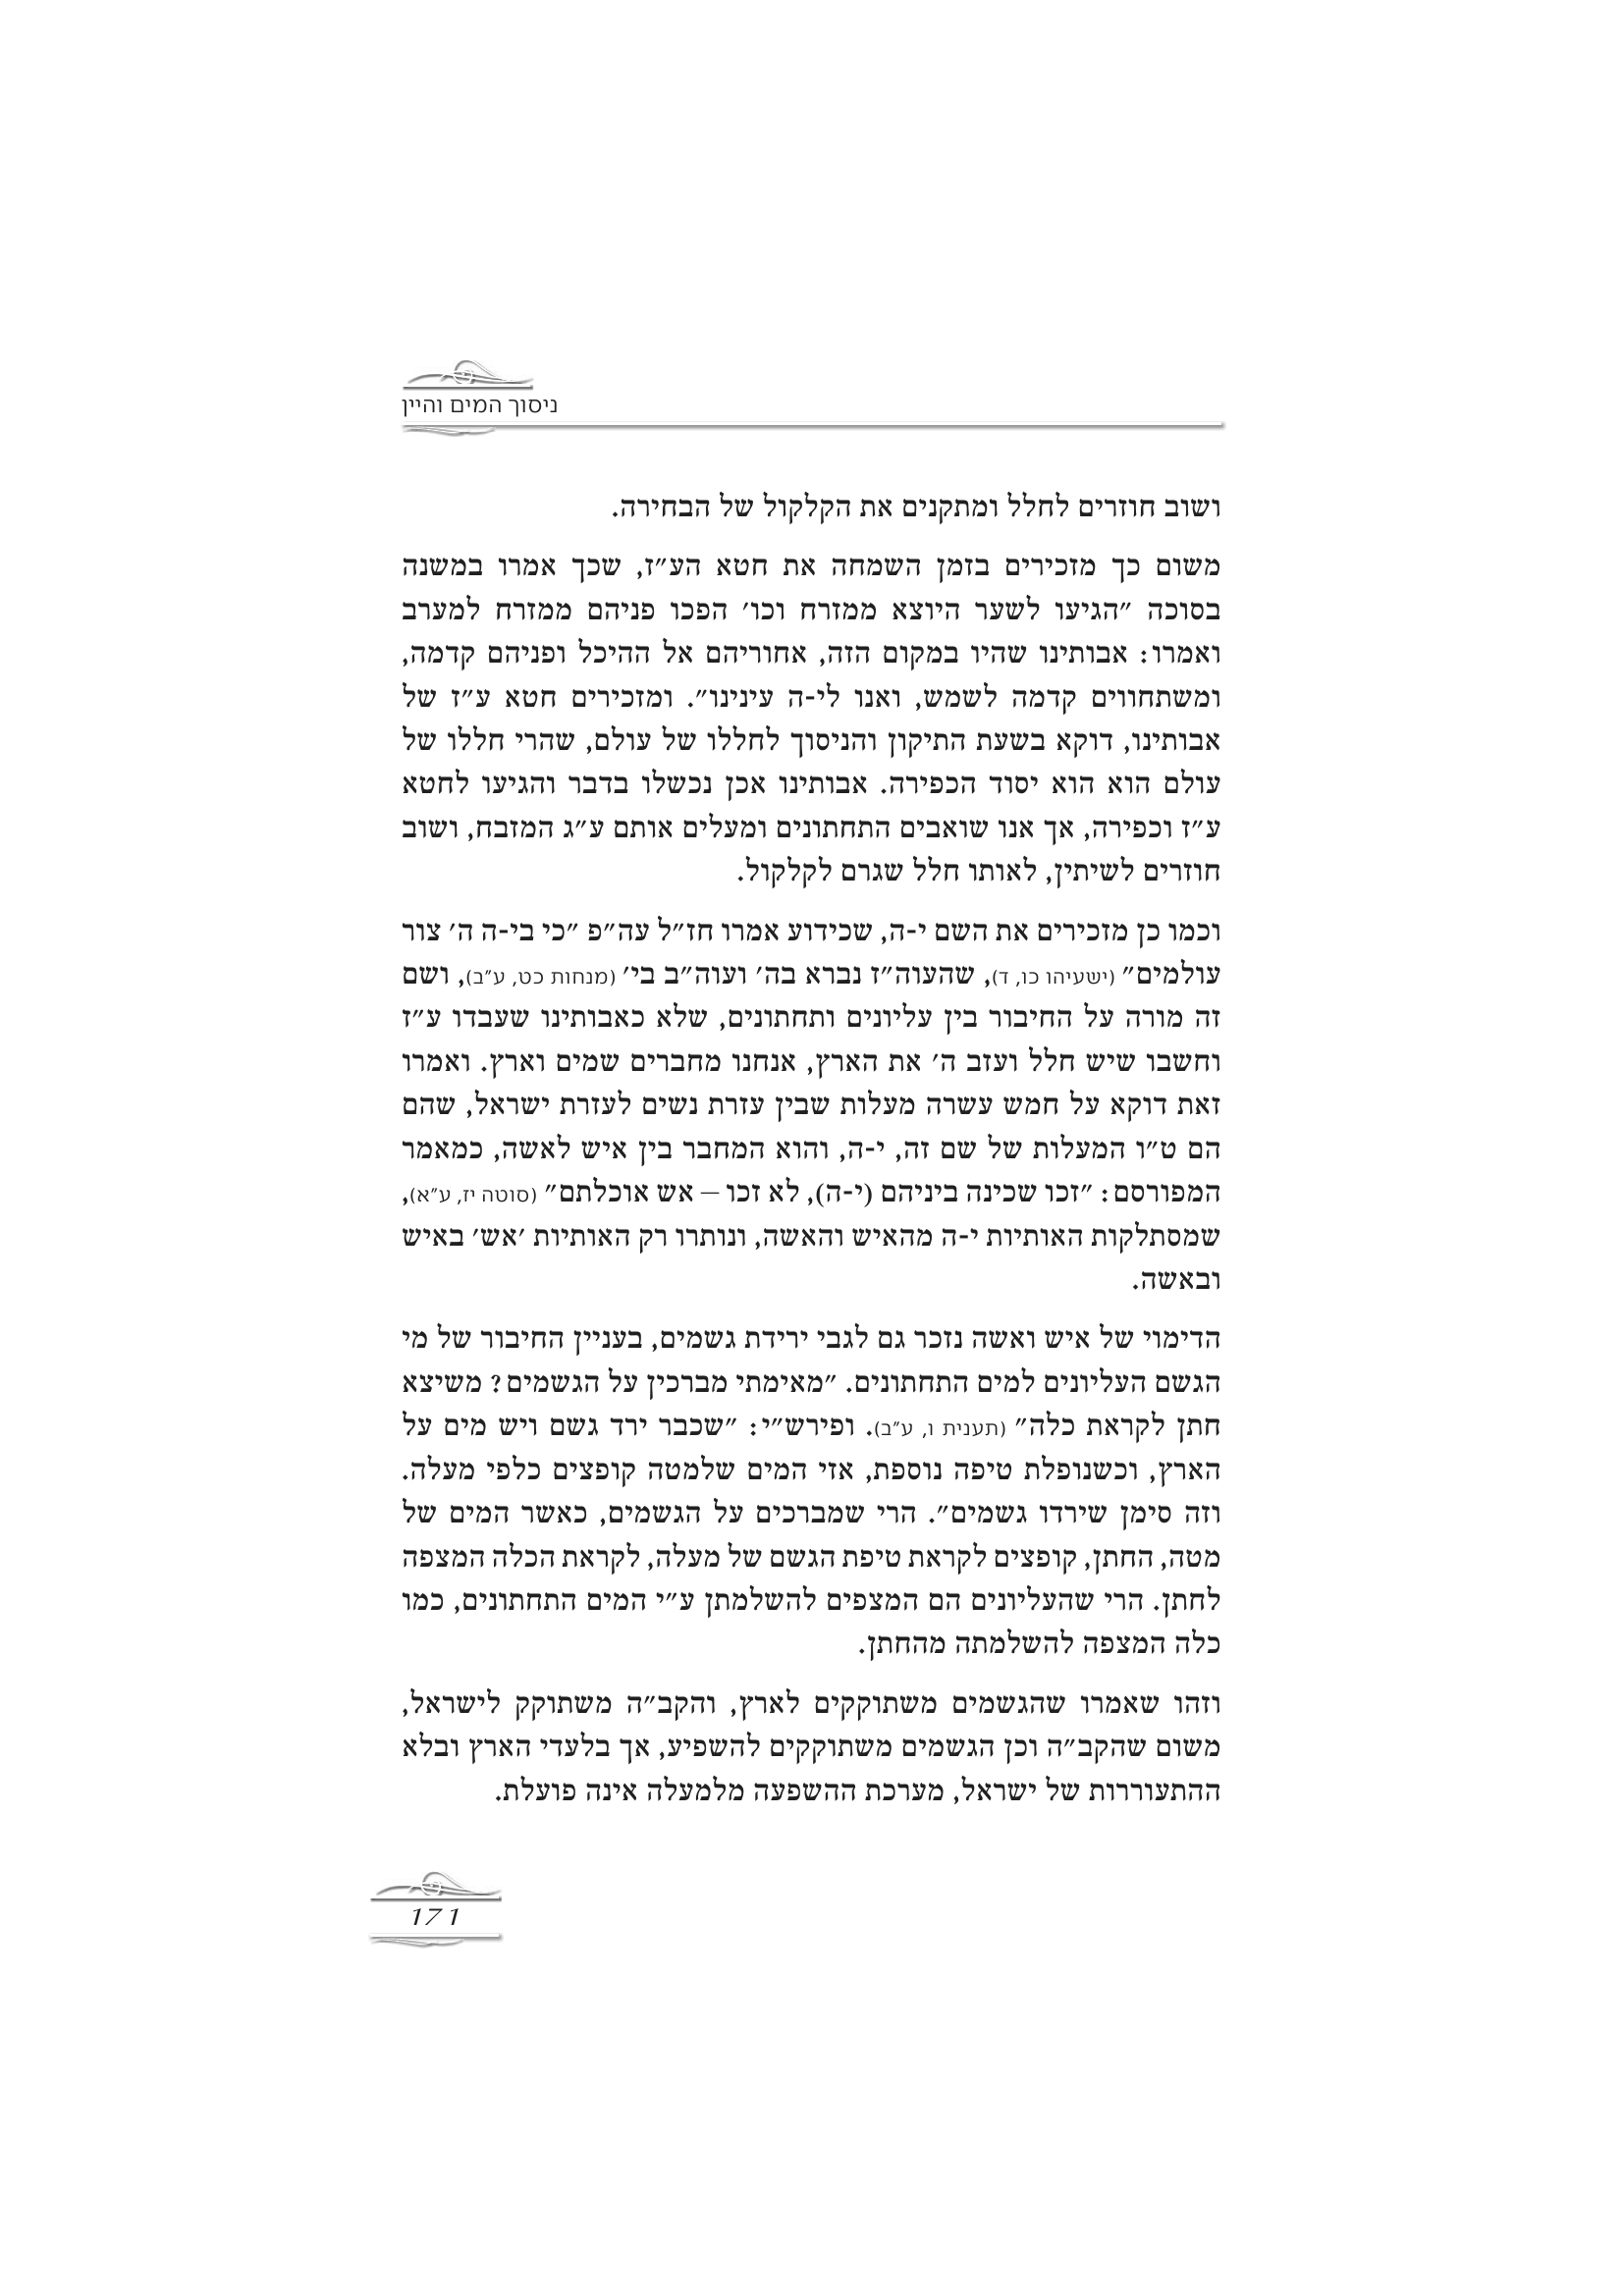 ניסוך המים והיין
ושוב חוזרים לחלל ומתקנים את הקלקול של הבחירה.
משום כך מזכירים בזמן השמחה את חטא הע״ז, שכך אמרו במשנה
בסוכה ״הגיעו לשער היוצא ממזרח וכו׳ הפכו פניהם ממזרח למערב
ואמרו: אבותינו שהיו במקום הזה, אחוריהם אל ההיכל ופניהם קדמה,
ומשתחווים קדמה לשמש, ואנו לי-ה עינינו״. ומזכירים חטא ע״ז של
אבותינו, דוקא בשעת התיקון והניסוך לחללו של עולם, שהרי חללו של
עולם הוא הוא יסוד הכפירה. אבותינו אכן נכשלו בדבר והגיעו לחטא
ע״ז וכפירה, אך אנו שואבים התחתונים ומעלים אותם ע״ג המזבח, ושוב
חוזרים לשיתין, לאותו חלל שגרם לקלקול.
וכמו כן מזכירים את השם י-ה, שכידוע אמרו חז״ל עה״פ ״כי בי-ה ה׳ צור
עולמים״ (ישעיהו כו, ד), שהעוה״ז נברא בה׳ ועוה״ב בי׳ (מנחות כט, ע״ב), ושם
זה מורה על החיבור בין עליונים ותחתונים, שלא כאבותינו שעבדו ע״ז
וחשבו שיש חלל ועזב ה׳ את הארץ, אנחנו מחברים שמים וארץ. ואמרו
זאת דוקא על חמש עשרה מעלות שבין עזרת נשים לעזרת ישראל, שהם
הם ט״ו המעלות של שם זה, י-ה, והוא המחבר בין איש לאשה, כמאמר
המפורסם: ״זכו שכינה ביניהם (י-ה), לא זכו – אש אוכלתם״ (סוטה יז, ע״א),
שמסתלקות האותיות י-ה מהאיש והאשה, ונותרו רק האותיות ׳אש׳ באיש
ובאשה.
הדימוי של איש ואשה נזכר גם לגבי ירידת גשמים, בעניין החיבור של מי
הגשם העליונים למים התחתונים. ״מאימתי מברכין על הגשמים? משיצא
חתן לקראת כלה״ (תענית ו, ע״ב). ופירש״י: ״שכבר ירד גשם ויש מים על
הארץ, וכשנופלת טיפה נוספת, אזי המים שלמטה קופצים כלפי מעלה.
וזה סימן שירדו גשמים״. הרי שמברכים על הגשמים, כאשר המים של
מטה, החתן, קופצים לקראת טיפת הגשם של מעלה, לקראת הכלה המצפה
לחתן. הרי שהעליונים הם המצפים להשלמתן ע״י המים התחתונים, כמו
כלה המצפה להשלמתה מהחתן.
וזהו שאמרו שהגשמים משתוקקים לארץ, והקב״ה משתוקק לישראל,
משום שהקב״ה וכן הגשמים משתוקקים להשפיע, אך בלעדי הארץ ובלא
ההתעוררות של ישראל, מערכת ההשפעה מלמעלה אינה פועלת.
171